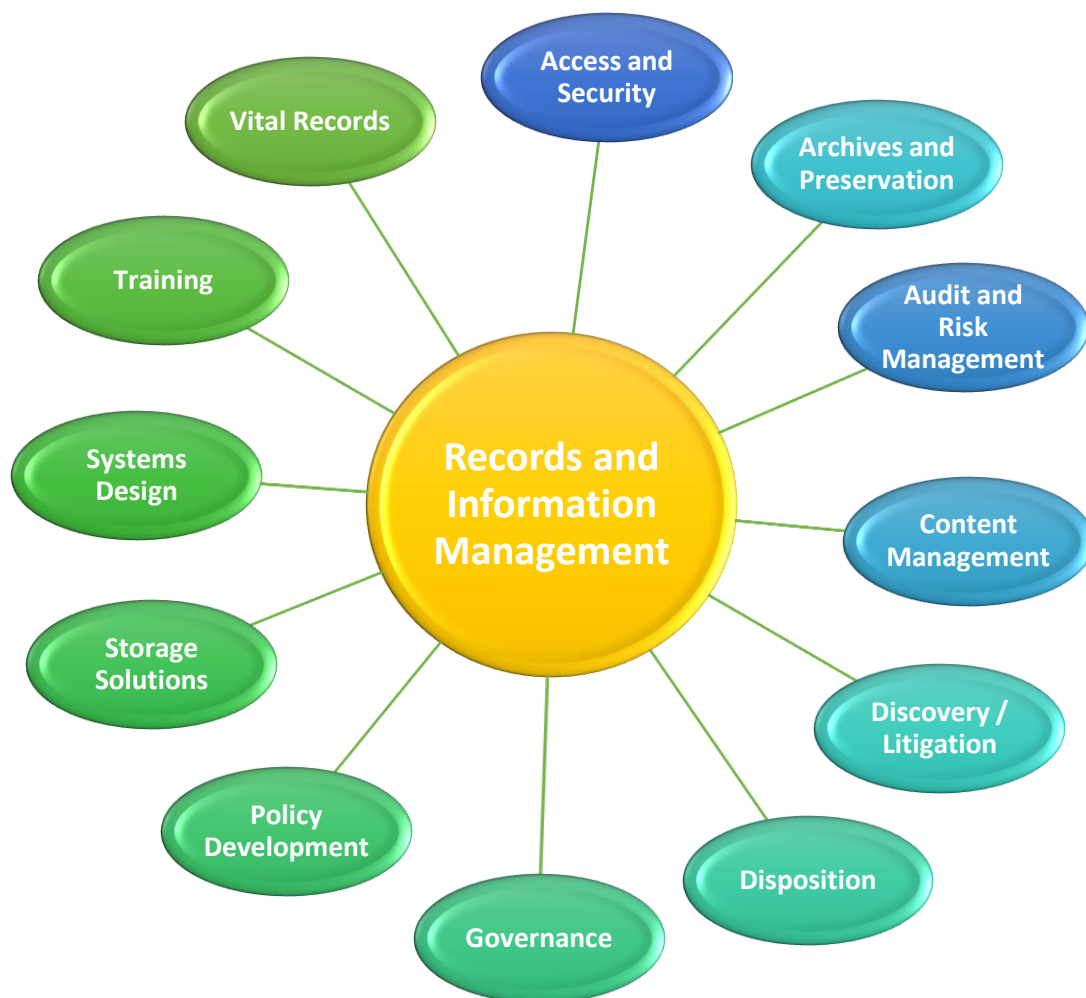 Access and
Security
Archives and
Preservation
Audit and
Risk
Management
Content
Management
Discovery /
Litigation
Disposition
Governance
Policy
Development
Storage
Solutions
Systems
Design
Training
Vital Records
Records and
Information
Management